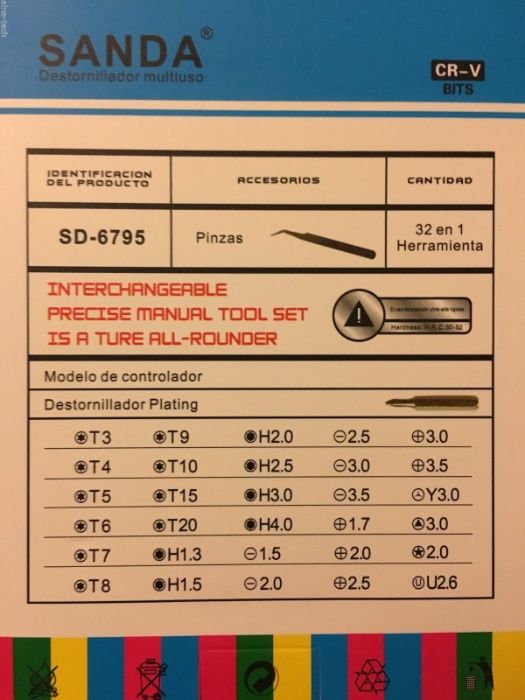 SANDA®
Destornillador multiuso
CR-V
BITS
IDENTIFICACION
DEL PRODUCTO
ACCESORIOS
CANTIDAD
SD-6795
Pinzas
32 en 1
Herramienta
INTERCHANGEABLE
PRECISE MANUAL TOOL SET
IS A TURE ALL-ROUNDER
Hardness: H.R.C.50-52
Modelo de controlador
Destornillador Plating
T3 T9 H2.0 ⊖2.5 ⊕3.0
T4 T10 H2.5 ⊖3.0 ⊕3.5
T5 T15 H3.0 ⊖3.5 Y3.0
T6 T20 H4.0 ⊕1.7 3.0
T7 H1.3 ⊖1.5 ⊕2.0 2.0
T8 H1.5 ⊖2.0 ⊕2.5 U2.6